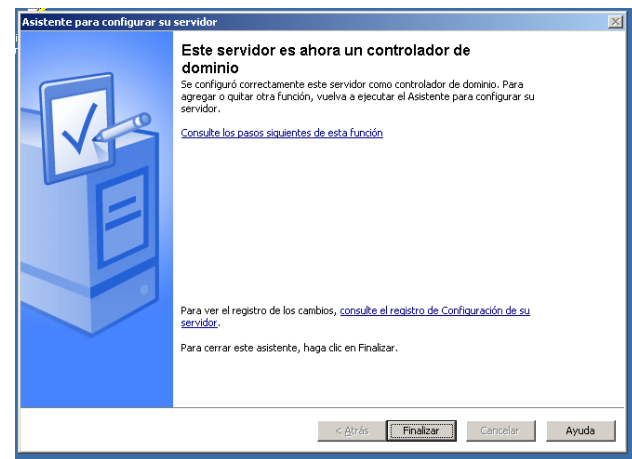 Asistente para configurar su servidor
Este servidor es ahora un controlador de
dominio
Se configuró correctamente este servidor como controlador de dominio. Para
agregar o quitar otra función, vuelva a ejecutar el Asistente para configurar su
servidor.
Consulte los pasos siguientes de esta función
Para ver el registro de los cambios, consulte el registro de Configuración de su
servidor.
Para cerrar este asistente, haga clic en Finalizar.
< Atrás Finalizar Cancelar Ayuda